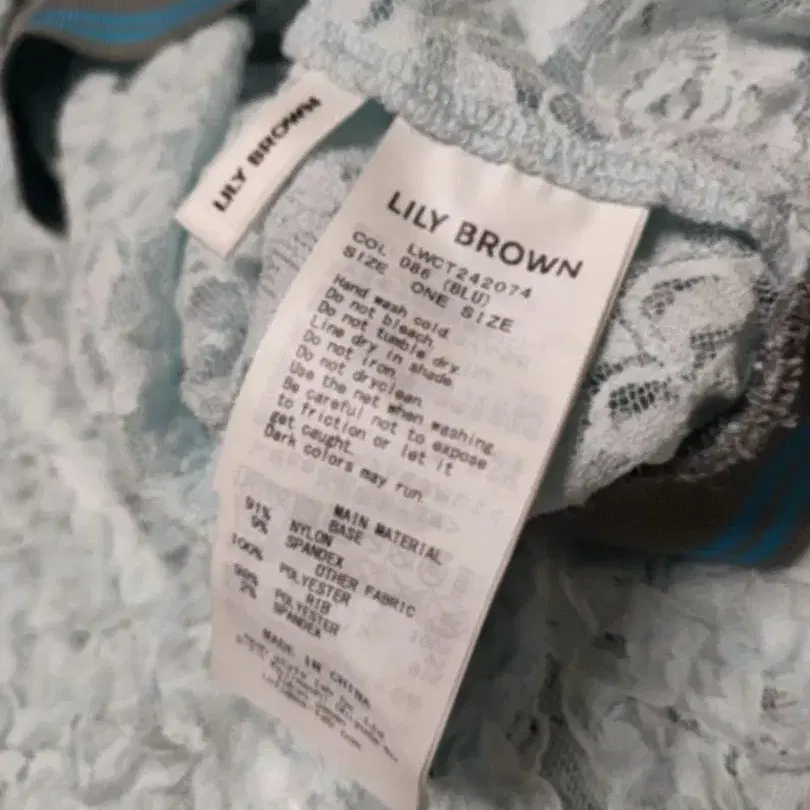 LILY BROWN
LILY BROWN
LWCT242074
COL 086 (BLU)
SIZE ONE SIZE
Hand wash cold.
Do not bleach.
Do not tumble dry.
Line dry in shade.
Do not iron.
Do not dryclean.
Use the net when washing.
Be careful not to expose
to friction or let it
get caught.
Dark colors may run.
MAIN MATERIAL
BASE
91% NYLON
9% SPANDEX
OTHER FABRIC
100% POLYESTER
RIB
98% POLYESTER
2% SPANDEX
MADE IN CHINA